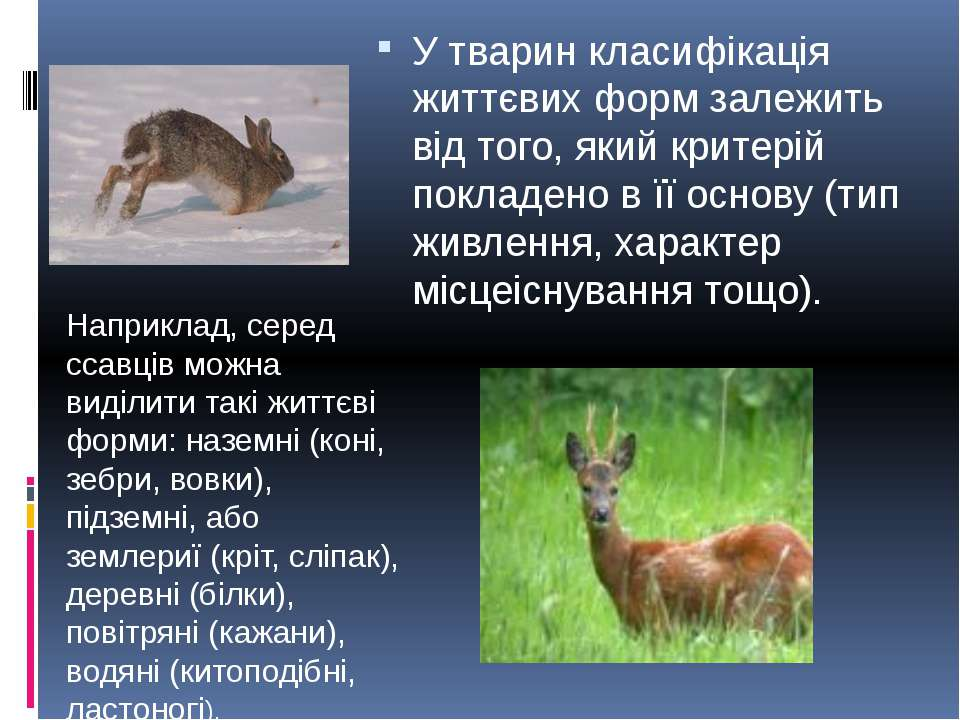 У тварин класифікація
життєвих форм залежить
від того, який критерій
покладено в її основу (тип
живлення, характер
місцеіснування тощо).
Наприклад, серед
ссавців можна
виділити такі життєві
форми: наземні (коні,
зебри, вовки),
підземні, або
землериї (кріт, сліпак),
деревні (білки),
повітряні (кажани),
водяні (китоподібні,
ластоногі).